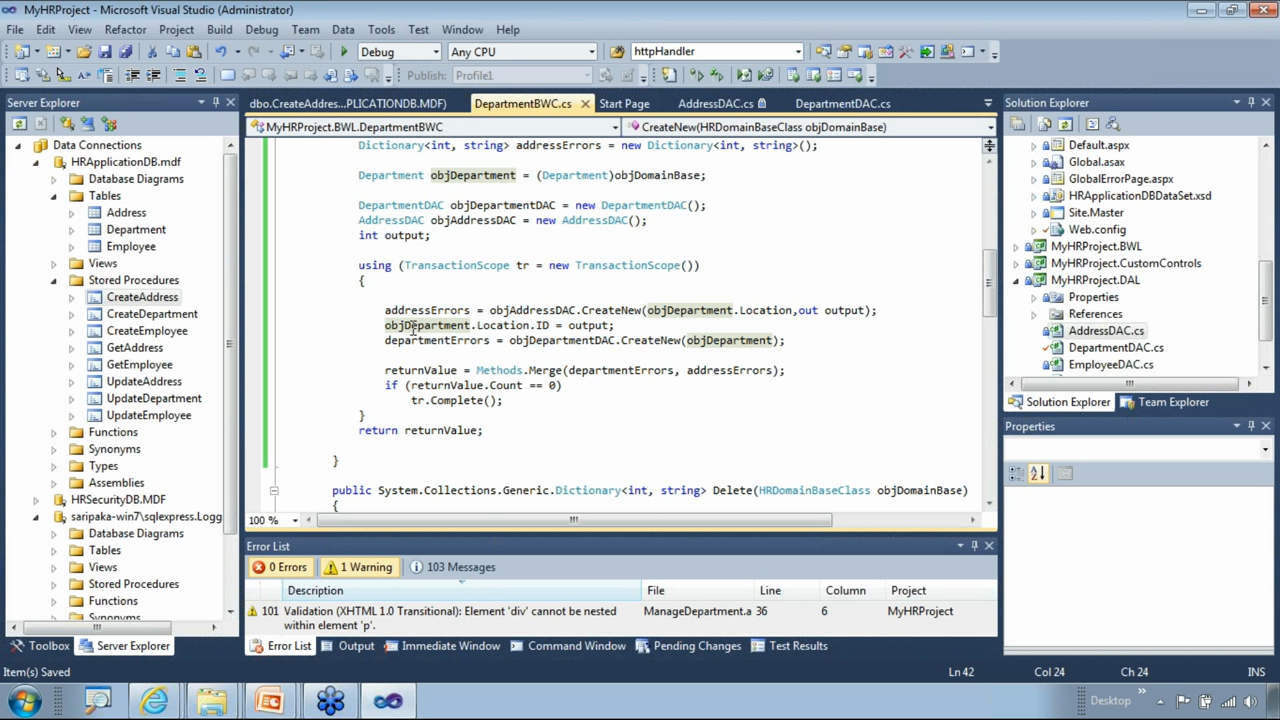 MyHRProject - Microsoft Visual Studio (Administrator)
File Edit View Refactor Project Build Debug Team Data Tools Test Window Help
Debug Any CPU httpHandler
Publish: Profile1
Server Explorer
Data Connections
HRApplicationDB.mdf
Database Diagrams
Tables
Address
Department
Employee
Views
Stored Procedures
CreateAddress
CreateDepartment
CreateEmployee
GetAddress
GetEmployee
UpdateAddress
UpdateDepartment
UpdateEmployee
Functions
Synonyms
Types
Assemblies
HRSecurityDB.MDF
saripaka-win7\sqlexpress.Logg
Database Diagrams
Tables
Views
Stored Procedures
Functions
Synonyms
Toolbox Server Explorer
dbo.CreateAddres...PLICATIONDB.MDF) DepartmentBWC.cs Start Page AddressDAC.cs DepartmentDAC.cs
MyHRProject.BWL.DepartmentBWC CreateNew(HRDomainBaseClass objDomainBase)
Dictionary<int, string> addressErrors = new Dictionary<int, string>();
Department objDepartment = (Department)objDomainBase;
DepartmentDAC objDepartmentDAC = new DepartmentDAC();
AddressDAC objAddressDAC = new AddressDAC();
int output;
using (TransactionScope tr = new TransactionScope())
{
addressErrors = objAddressDAC.CreateNew(objDepartment.Location,out output);
objDepartment.Location.ID = output;
departmentErrors = objDepartmentDAC.CreateNew(objDepartment);
returnValue = Methods.Merge(departmentErrors, addressErrors);
if (returnValue.Count == 0)
tr.Complete();
}
return returnValue;
}
public System.Collections.Generic.Dictionary<int, string> Delete(HRDomainBaseClass objDomainBase)
{
100 %
Error List
0 Errors 1 Warning 103 Messages
Description File Line Column Project
101 Validation (XHTML 1.0 Transitional): Element 'div' cannot be nested within element 'p'. ManageDepartment.a 36 6 MyHRProject
Error List Output Immediate Window Command Window Pending Changes Test Results
Solution Explorer
Default.aspx
Global.asax
GlobalErrorPage.aspx
HRApplicationDBDataSet.xsd
Site.Master
Web.config
MyHRProject.BWL
MyHRProject.CustomControls
MyHRProject.DAL
Properties
References
AddressDAC.cs
DepartmentDAC.cs
EmployeeDAC.cs
Solution Explorer Team Explorer
Properties
Item(s) Saved Ln 42 Col 24 Ch 24 INS
Desktop